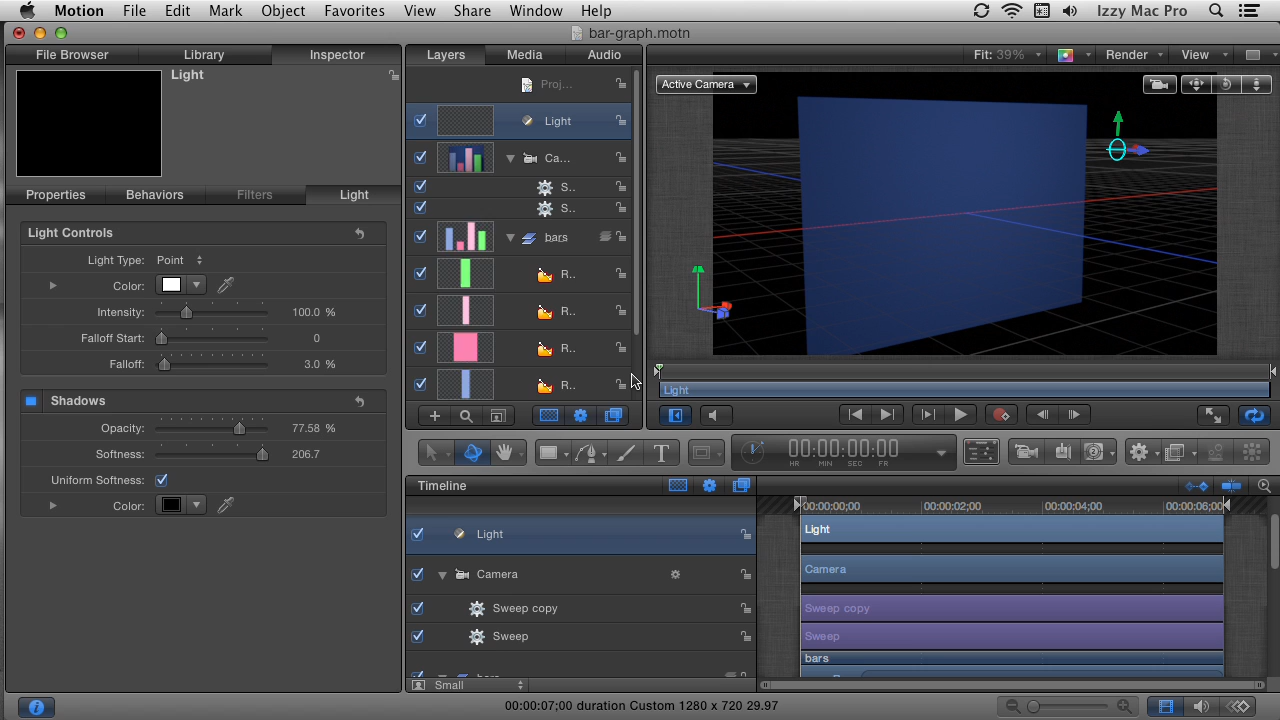 Motion File Edit Mark Object Favorites View Share Window Help Izzy Mac Pro
bar-graph.motn
File Browser Library Inspector
Layers Media Audio
Fit: 39% Render View
Light
Proj...
Active Camera
Light
Ca...
S..
S..
Properties Behaviors Filters Light
Light Controls
bars
Light Type: Point
Color:
R..
Intensity: 100.0 %
R..
Falloff Start: 0
R..
Falloff: 3.0 %
R..
Light
Shadows
Opacity: 77.58 %
Softness: 206.7
Uniform Softness:
Color:
T
00:00:00:00
HR MIN SEC FR
Timeline
00:00:00;00 00:00:02;00 00:00:04;00 00:00:06;00
Light Light
Camera Camera
Sweep copy Sweep copy
Sweep Sweep
bars
bars
Small
00:00:07;00 duration Custom 1280 x 720 29.97